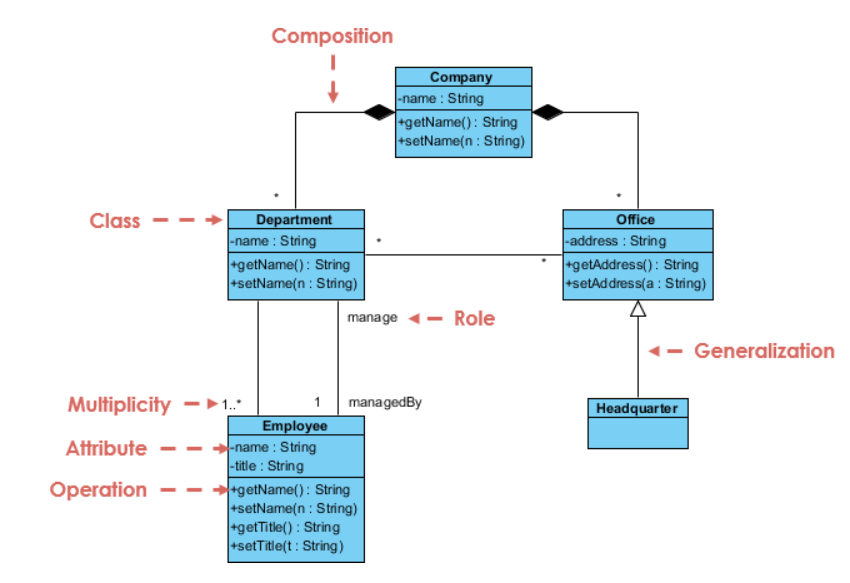 Composition
Company
-name : String
+getName() : String
+setName(n : String)
*
*
Class
Department
-name : String
+getName() : String
+setName(n : String)
*
*
Office
-address : String
+getAddress() : String
+setAddress(a : String)
manage
Role
Generalization
Multiplicity
1..*
1
managedBy
Headquarter
Employee
Attribute
-name : String
-title : String
Operation
+getName() : String
+setName(n : String)
+getTitle() : String
+setTitle(t : String)